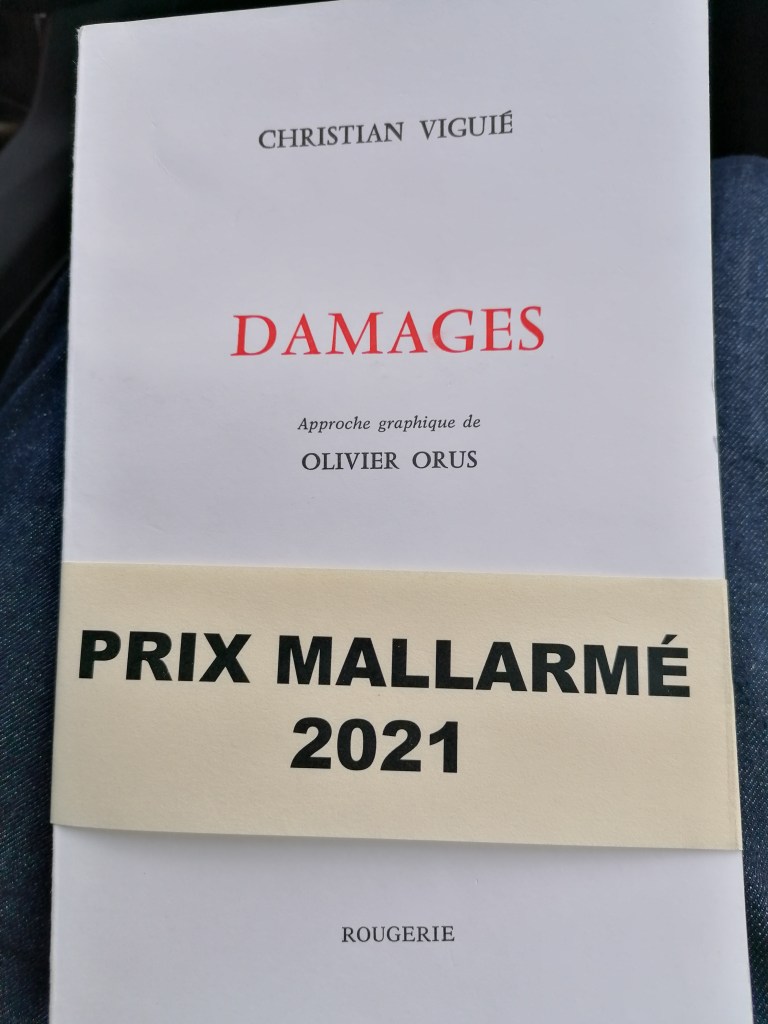 CHRISTIAN VIGUIÉ
DAMAGES
Approche graphique de
OLIVIER ORUS
PRIX MALLARMÉ
2021
ROUGERIE